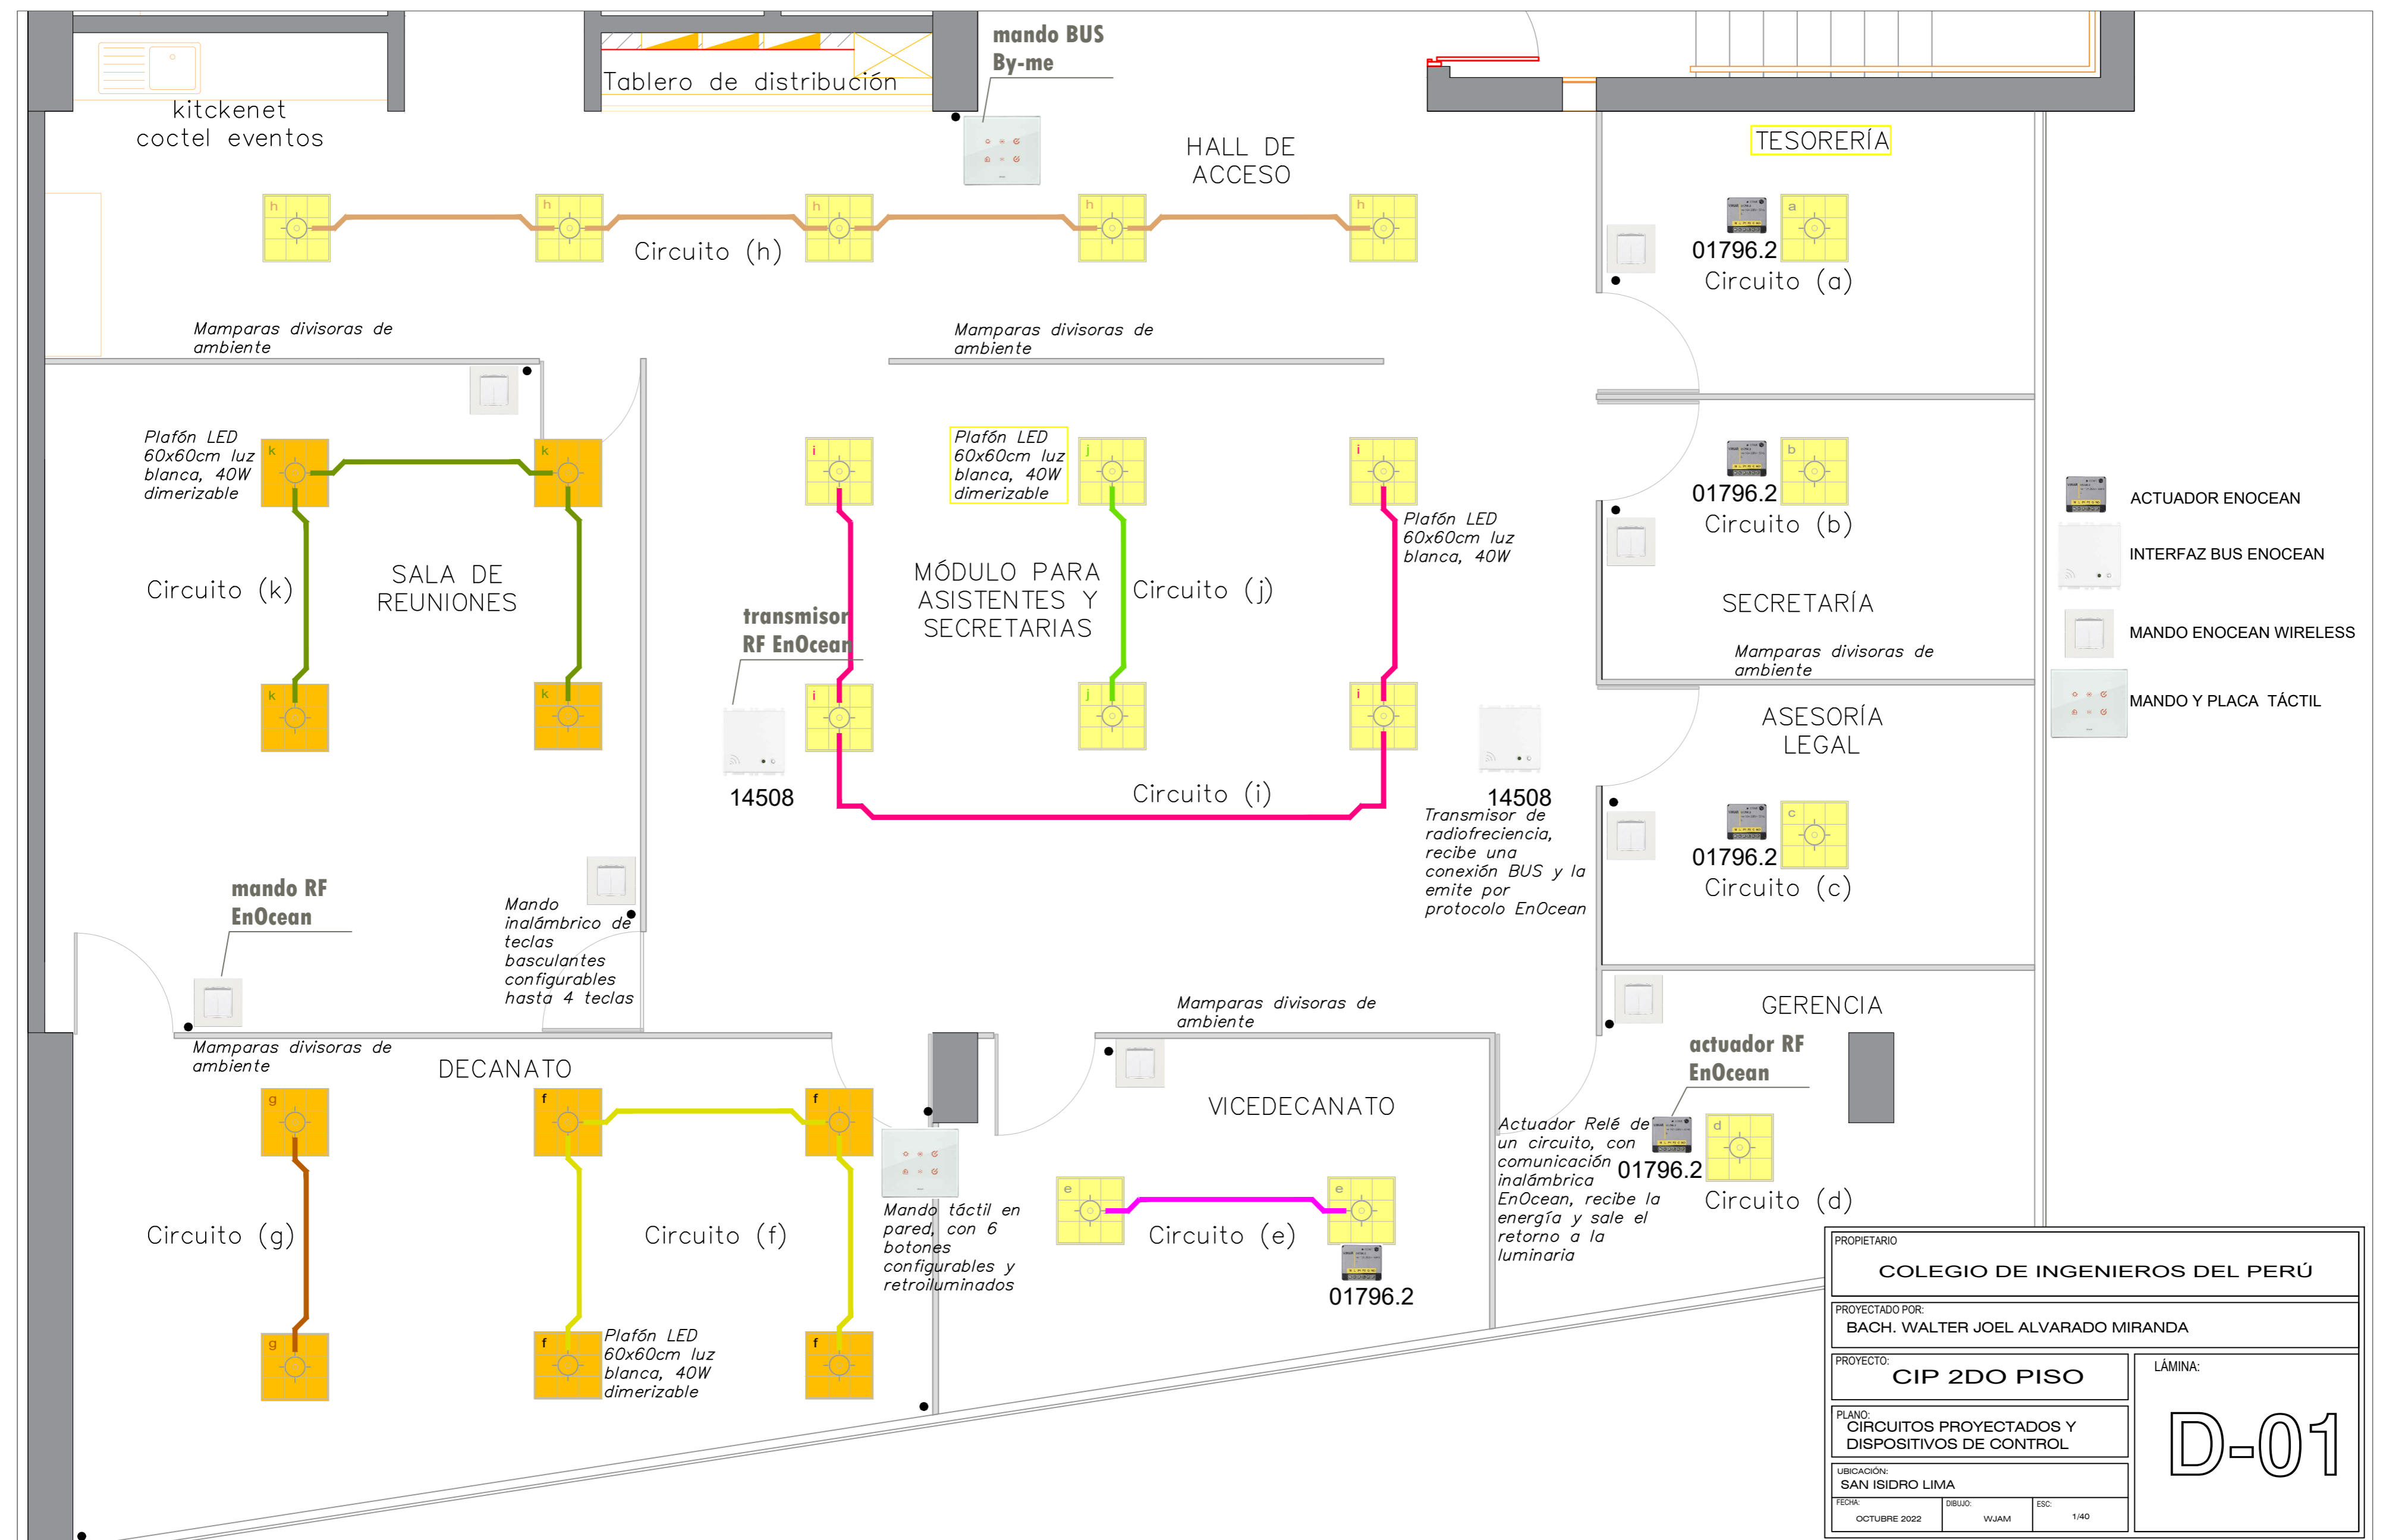 mando BUS
By-me
Tablero de distribución
kitckenet
coctel eventos
HALL DE
ACCESO
TESORERÍA
h
h
h
h
h
Circuito (h)
a
01796.2
Circuito (a)
Mamparas divisoras de
ambiente
Mamparas divisoras de
ambiente
Plafón LED
60x60cm luz
blanca, 40W
dimerizable
k
k
k
k
Circuito (k)
SALA DE
REUNIONES
i
i
i
i
Plafón LED
60x60cm luz
blanca, 40W
dimerizable
j
j
Plafón LED
60x60cm luz
blanca, 40W
MÓDULO PARA
ASISTENTES Y
SECRETARIAS
Circuito (j)
transmisor
RF EnOcean
14508
Circuito (i)
14508
Transmisor de
radiofreciencia,
recibe una
conexión BUS y la
emite por
protocolo EnOcean
b
01796.2
Circuito (b)
SECRETARÍA
Mamparas divisoras de
ambiente
ASESORÍA
LEGAL
c
01796.2
Circuito (c)
ACTUADOR ENOCEAN
INTERFAZ BUS ENOCEAN
MANDO ENOCEAN WIRELESS
MANDO Y PLACA TÁCTIL
mando RF
EnOcean
Mando
inalámbrico de
teclas
basculantes
configurables
hasta 4 teclas
Mamparas divisoras de
ambiente
DECANATO
g
g
Circuito (g)
f
f
f
f
Circuito (f)
Plafón LED
60x60cm luz
blanca, 40W
dimerizable
Mando táctil en
pared, con 6
botones
configurables y
retroiluminados
Mamparas divisoras de
ambiente
VICEDECANATO
e
e
Circuito (e)
01796.2
GERENCIA
actuador RF
EnOcean
Actuador Relé de
un circuito, con
comunicación
inalámbrica
EnOcean, recibe la
energía y sale el
retorno a la
luminaria
01796.2
d
Circuito (d)
PROPIETARIO
COLEGIO DE INGENIEROS DEL PERÚ
PROYECTADO POR:
BACH. WALTER JOEL ALVARADO MIRANDA
PROYECTO:
CIP 2DO PISO
LÁMINA:
D-01
PLANO:
CIRCUITOS PROYECTADOS Y
DISPOSITIVOS DE CONTROL
UBICACIÓN:
SAN ISIDRO LIMA
FECHA:
OCTUBRE 2022
DIBUJO:
WJAM
ESC:
1/40